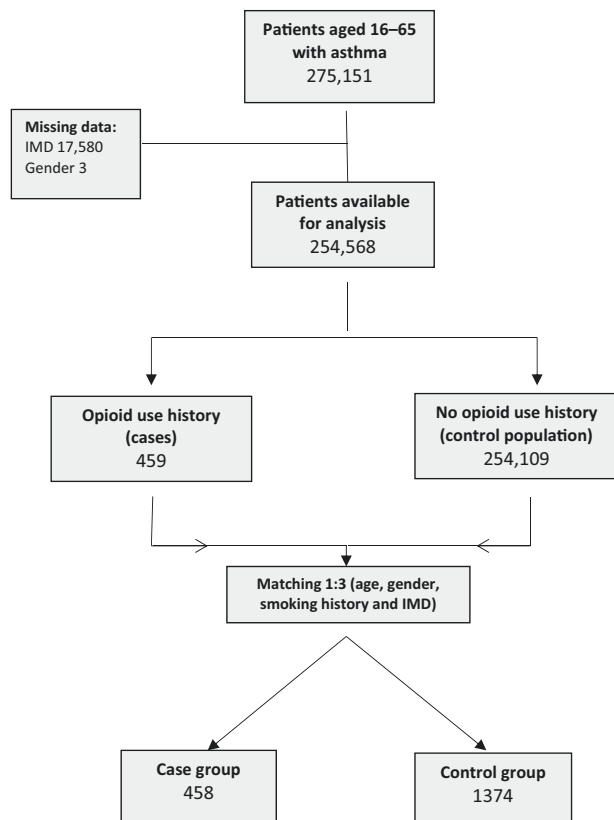 Patients aged 16–65
with asthma
275,151
Missing data:
IMD 17,580
Gender 3
Patients available
for analysis
254,568
Opioid use history
(cases)
459
No opioid use history
(control population)
254,109
Matching 1:3 (age, gender,
smoking history and IMD)
Case group
458
Control group
1374